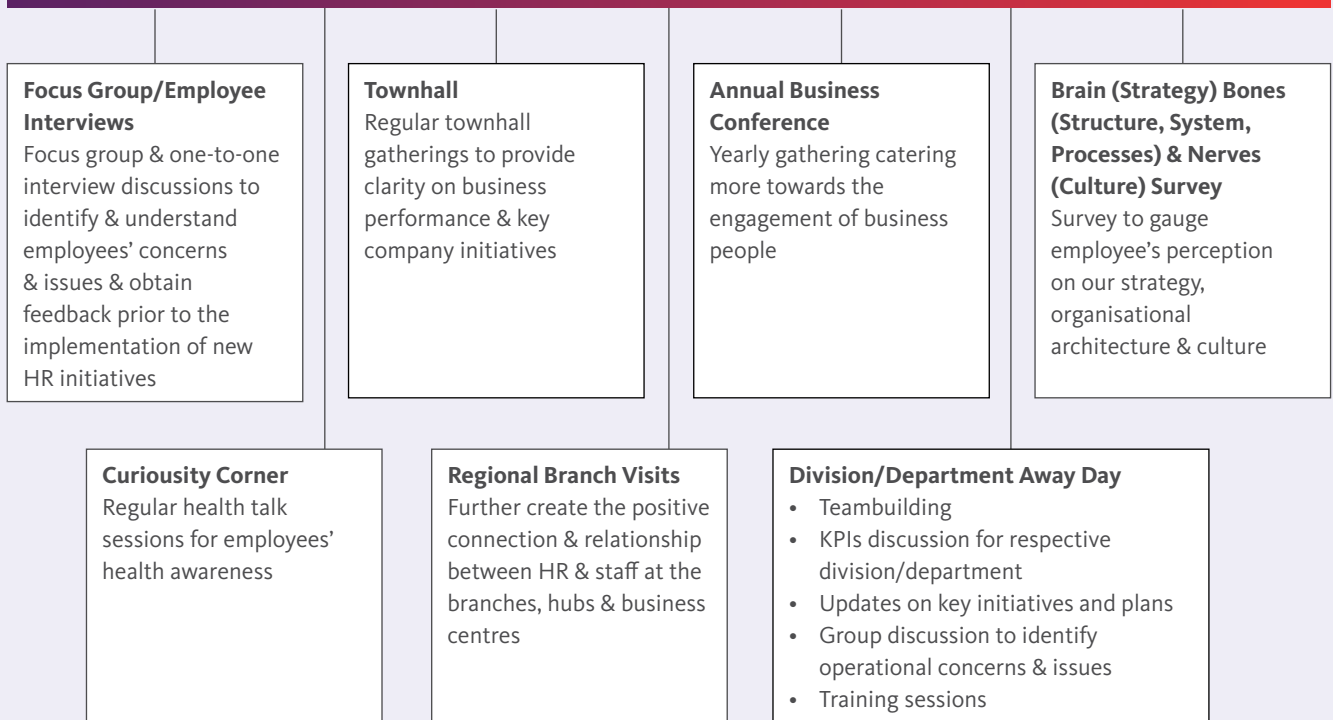 Focus Group/Employee
Interviews
Focus group & one-to-one
interview discussions to
identify & understand
employees’ concerns
& issues & obtain
feedback prior to the
implementation of new
HR initiatives
Townhall
Regular townhall
gatherings to provide
clarity on business
performance & key
company initiatives
Annual Business
Conference
Yearly gathering catering
more towards the
engagement of business
people
Brain (Strategy) Bones
(Structure, System,
Processes) & Nerves
(Culture) Survey
Survey to gauge
employee’s perception
on our strategy,
organisational
architecture & culture
Curiousity Corner
Regular health talk
sessions for employees’
health awareness
Regional Branch Visits
Further create the positive
connection & relationship
between HR & staff at the
branches, hubs & business
centres
Division/Department Away Day
• Teambuilding
• KPIs discussion for respective
division/department
• Updates on key initiatives and plans
• Group discussion to identify
operational concerns & issues
• Training sessions